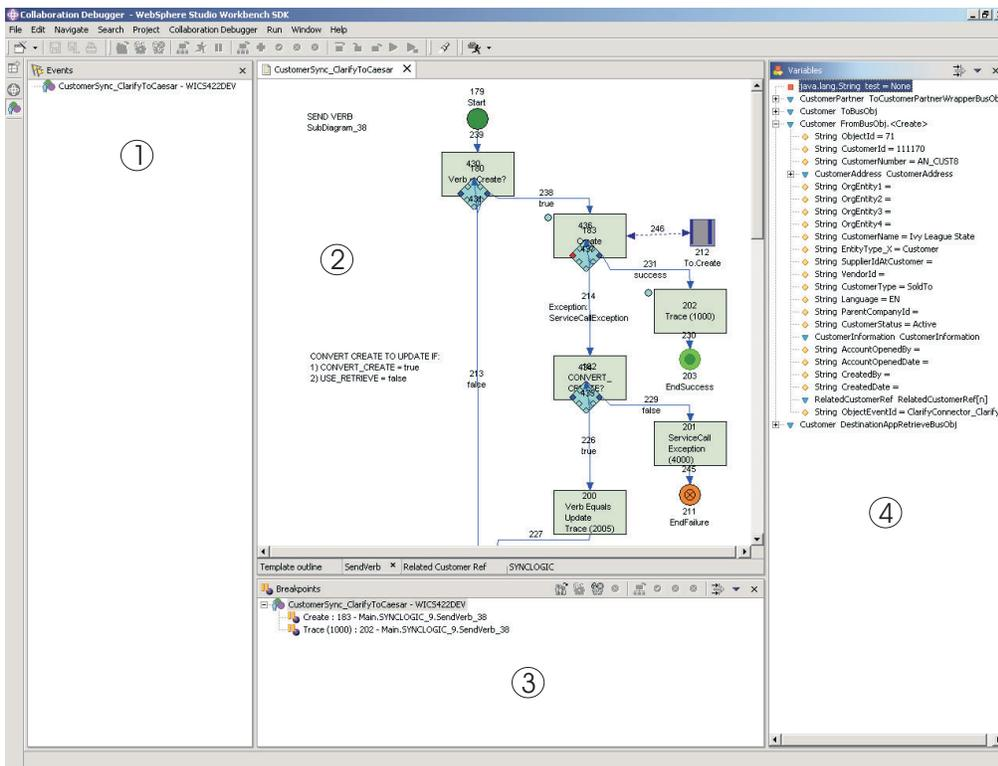 Collaboration Debugger - WebSphere Studio Workbench SDK
File Edit Navigate Search Project Collaboration Debugger Run Window Help
Events
CustomerSync_ClarifyToCaesar - WICS422DEV
1
CustomerSync_ClarifyToCaesar
SEND VERB
SubDiagram_38
179
Start
239
430
180
Verb = Create?
431
238
true
436
183
Create
437
246
212
To.Create
231
success
214
Exception:
ServiceCallException
202
Trace (1000)
230
203
EndSuccess
2
CONVERT CREATE TO UPDATE IF:
1) CONVERT_CREATE = true
2) USE_RETRIEVE = false
213
false
CONVERT_
CREATE?
229
false
226
true
201
ServiceCall
Exception
(4000)
245
211
EndFailure
200
Verb Equals
Update
Trace (2005)
227
Template outline SendVerb Related Customer Ref SYNCLOGIC
Breakpoints
CustomerSync_ClarifyToCaesar - WICS422DEV
Create : 183 - Main.SYNCLOGIC_9.SendVerb_38
Trace (1000) : 202 - Main.SYNCLOGIC_9.SendVerb_38
3
Variables
java.lang.String test = None
CustomerPartner ToCustomerPartnerWrapperBusOb
Customer ToBusObj
Customer FromBusObj.<Create>
String ObjectId = 71
String CustomerId = 111170
String CustomerNumber = AN_CUST8
CustomerAddress CustomerAddress
String OrgEntity1 =
String OrgEntity2 =
String OrgEntity3 =
String OrgEntity4 =
String CustomerName = Ivy League State
String EntityType_X = Customer
String SupplierIdAtCustomer =
String VendorId =
String CustomerType = SoldTo
String Language = EN
String ParentCompanyId =
String CustomerStatus = Active
CustomerInformation CustomerInformation
String AccountOpenedBy =
String AccountOpenedDate =
String CreatedBy =
String CreatedDate =
RelatedCustomerRef RelatedCustomerRef[n]
String ObjectEventId = ClarifyConnector_Clarify
Customer DestinationAppRetrieveBusObj
4